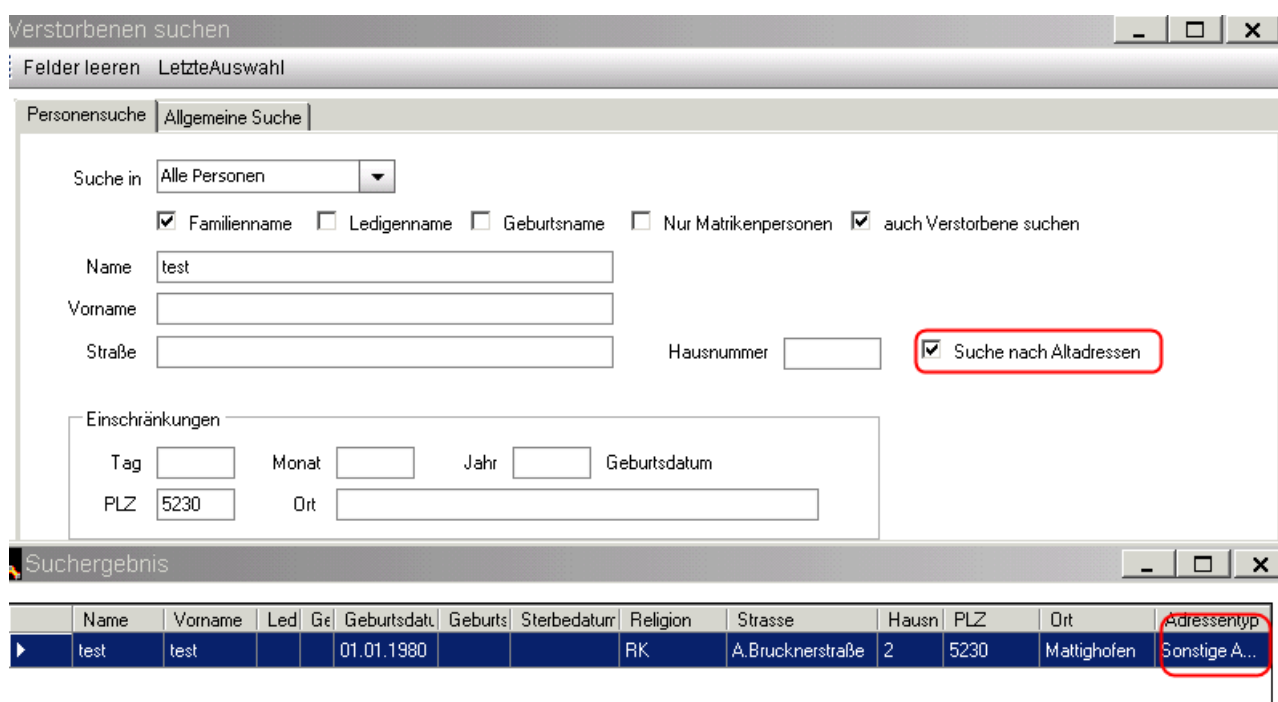 Verstorbenen suchen
Felder leeren LetzteAuswahl
Personensuche Allgemeine Suche
Suche in Alle Personen
Familienname Ledigenname Geburtsname Nur Matrikenpersonen auch Verstorbene suchen
Name test
Vorname
Straße Hausnummer Suche nach Altadressen
Einschränkungen
Tag Monat Jahr Geburtsdatum
PLZ 5230 Ort
Suchergebnis
Name Vorname Led Ge Geburtsdatu Geburts Sterbedatum Religion Strasse Hausn PLZ Ort Adressentyp
test test 01.01.1980 RK A.Brucknerstraße 2 5230 Mattighofen Sonstige A...